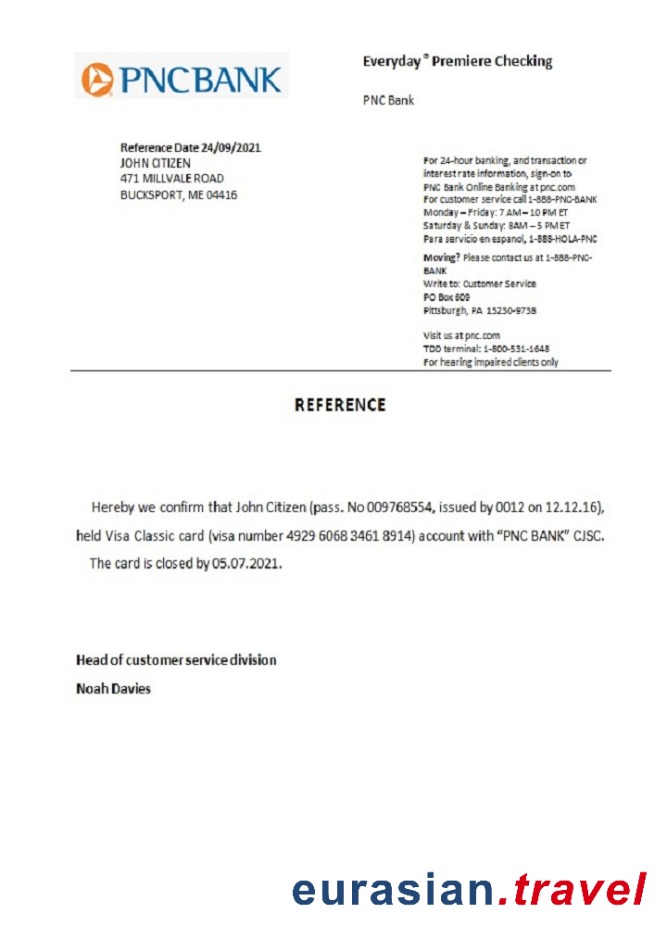 PNCBANK
Everyday® Premiere Checking
PNC Bank
Reference Date 24/09/2021
JOHN CITIZEN
471 MILLVALE ROAD
BUCKSPORT, ME 04416
For 24-hour banking, and transaction or
interest rate information, sign-on to
PNC Bank Online Banking at pnc.com
For customer service call 1-888-PNC-BANK
Monday – Friday: 7 AM – 10 PM ET
Saturday & Sunday: 8AM – 5 PM ET
Para servicio en espanol, 1-888-HOLA-PNC
Moving? Please contact us at 1-888-PNC-
BANK
Write to: Customer Service
PO Box 609
Pittsburgh, PA 15230-9738
Visit us at pnc.com
TDD terminal: 1-800-531-1648
For hearing impaired clients only
REFERENCE
Hereby we confirm that John Citizen (pass. No 009768554, issued by 0012 on 12.12.16),
held Visa Classic card (visa number 4929 6068 3461 8914) account with “PNC BANK” CJSC.
The card is closed by 05.07.2021.
Head of customer service division
Noah Davies
eurasian.travel